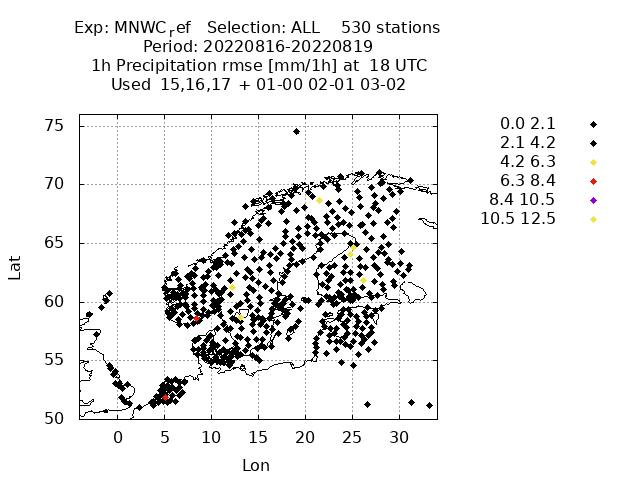 Exp: MNWCref   Selection: ALL    530 stations
Period: 20220816-20220819
1h Precipitation rmse [mm/1h] at  18 UTC
Used  15,16,17 + 01-00 02-01 03-02
0.0 2.1
2.1 4.2
4.2 6.3
6.3 8.4
8.4 10.5
10.5 12.5
75
70
65
60
55
50
Lat
0 5 10 15 20 25 30
Lon